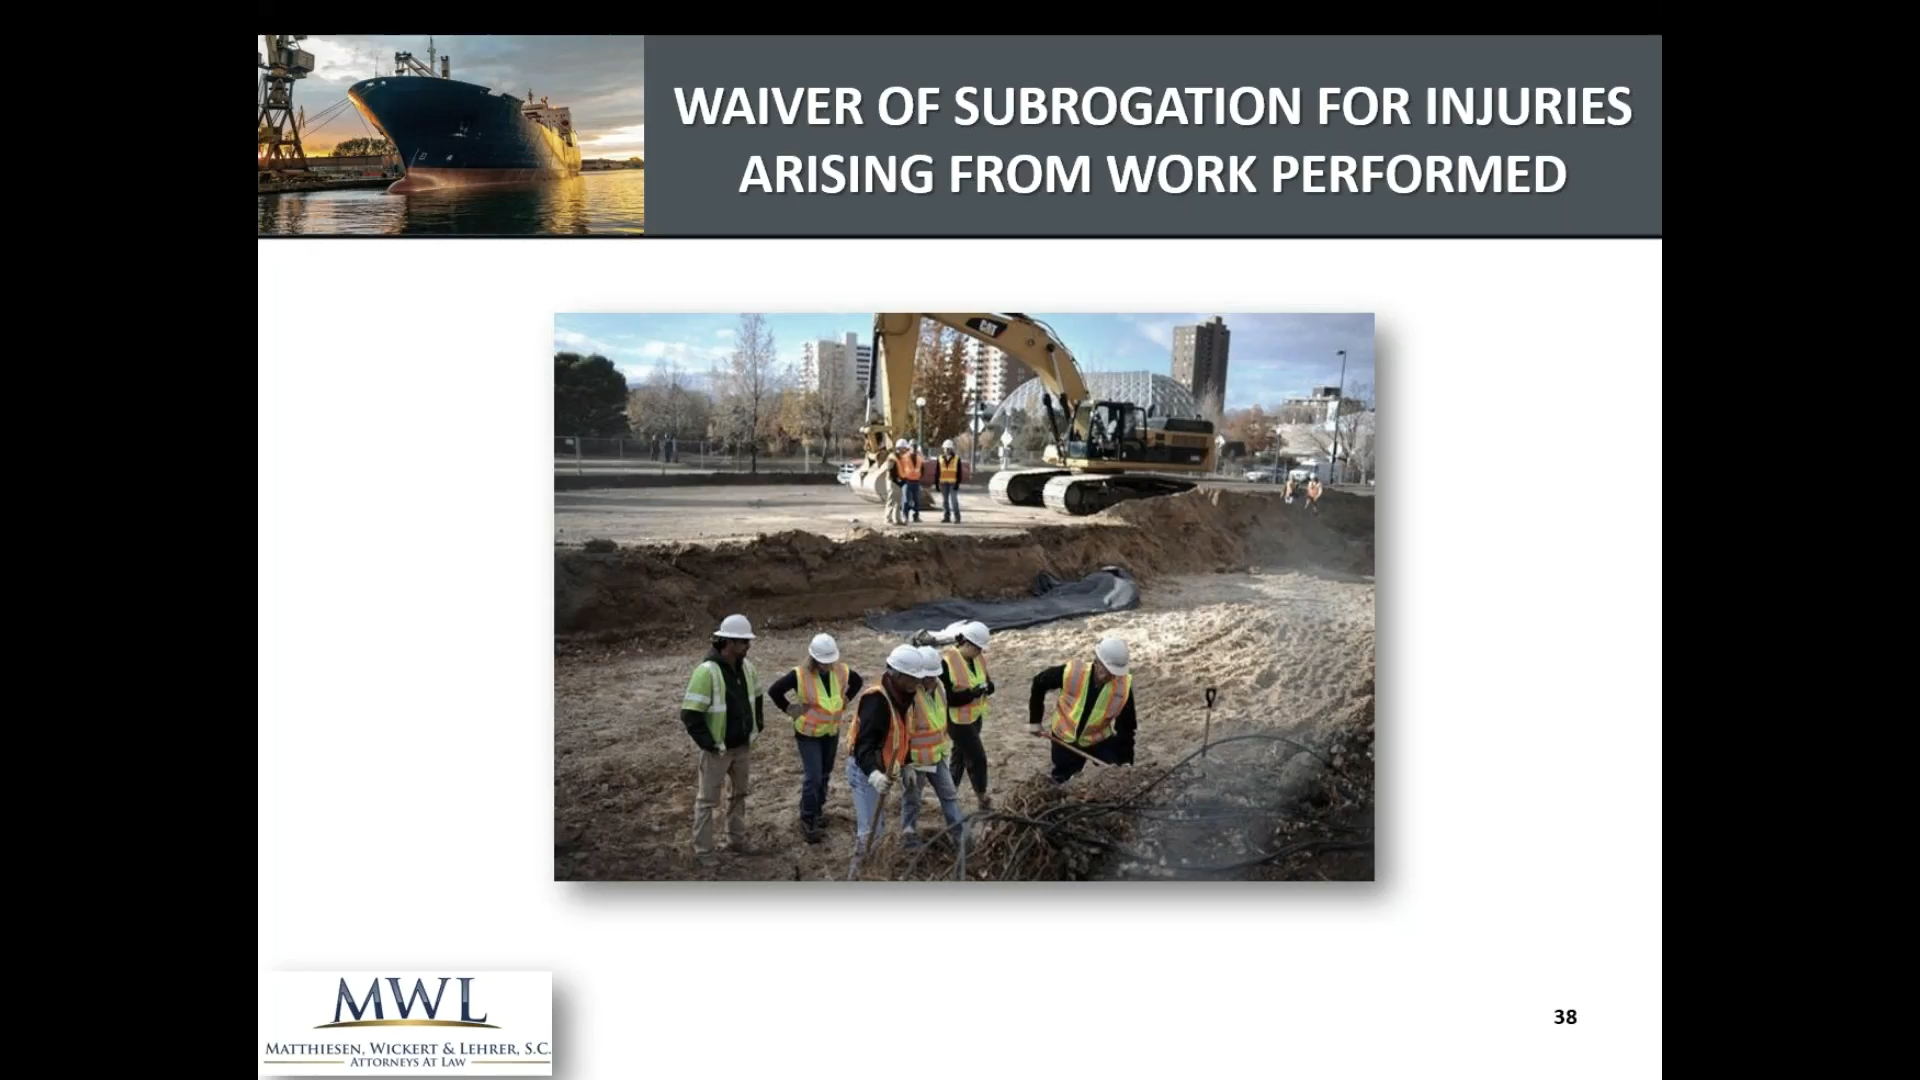 WAIVER OF SUBROGATION FOR INJURIES
ARISING FROM WORK PERFORMED
CAT
MWL
MATTHIESEN, WICKERT & LEHRER, S.C.
ATTORNEYS AT LAW
38